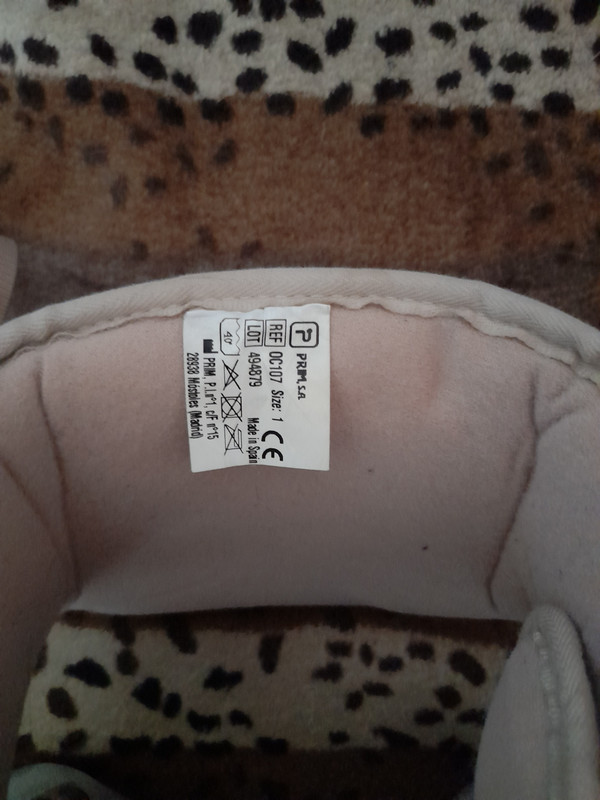 P PRIM, S.A.
REF OC107 Size: 1
LOT 494879 Made in Spain
CE
40
PRIM, P.I.nº1, c/F nº15
28938 Móstoles (Madrid)